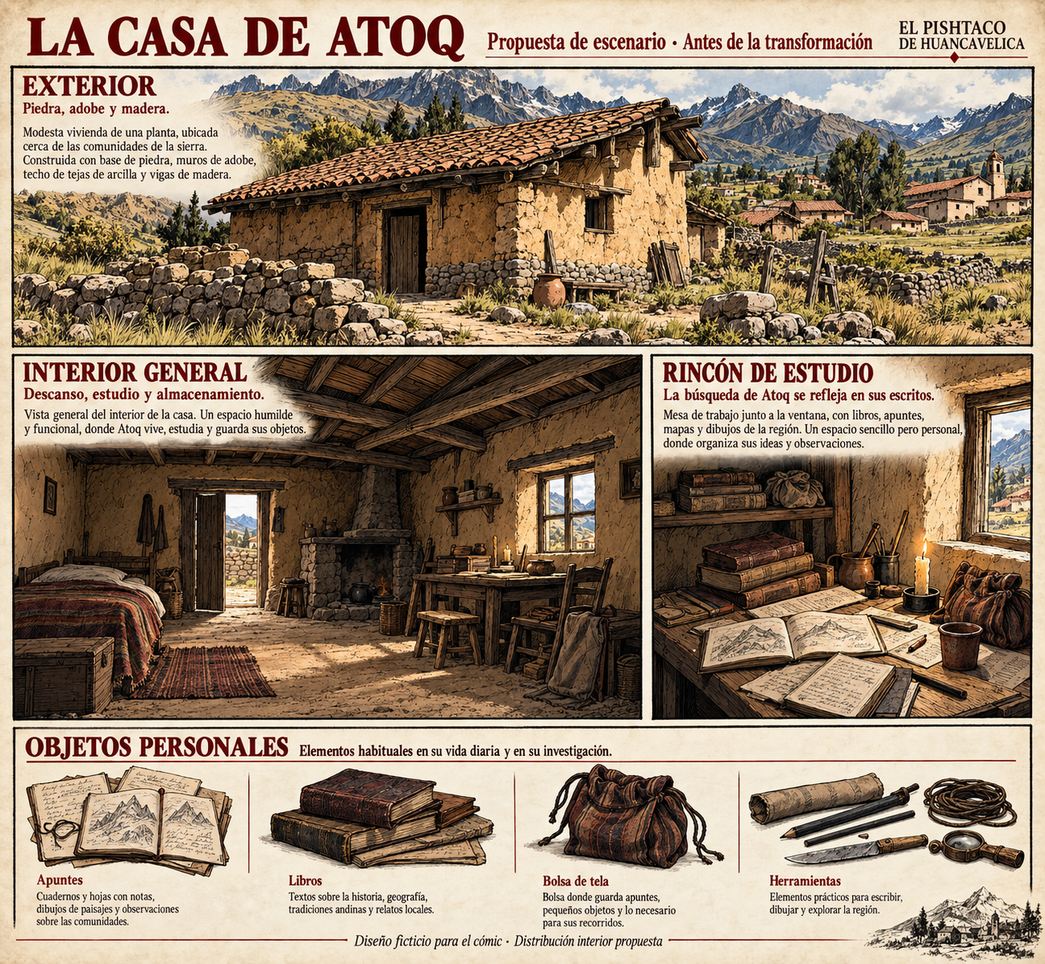 LA CASA DE ATOQ
Propuesta de escenario · Antes de la transformación
EL PISHTACO
DE HUANCAVELICA
EXTERIOR
Piedra, adobe y madera.
Modesta vivienda de una planta, ubicada
cerca de las comunidades de la sierra.
Construida con base de piedra, muros de adobe,
techo de tejas de arcilla y vigas de madera.
INTERIOR GENERAL
Descanso, estudio y almacenamiento.
Vista general del interior de la casa. Un espacio humilde
y funcional, donde Atoq vive, estudia y guarda sus objetos.
RINCÓN DE ESTUDIO
La búsqueda de Atoq se refleja en sus escritos.
Mesa de trabajo junto a la ventana, con libros, apuntes,
mapas y dibujos de la región. Un espacio sencillo pero personal,
donde organiza sus ideas y observaciones.
OBJETOS PERSONALES
Elementos habituales en su vida diaria y en su investigación.
Apuntes
Cuadernos y hojas con notas,
dibujos de paisajes y observaciones
sobre las comunidades.
Libros
Textos sobre la historia, geografía,
tradiciones andinas y relatos locales.
Bolsa de tela
Bolsa donde guarda apuntes,
pequeños objetos y lo necesario
para sus recorridos.
Herramientas
Elementos prácticos para escribir,
dibujar y explorar la región.
Diseño ficticio para el cómic · Distribución interior propuesta